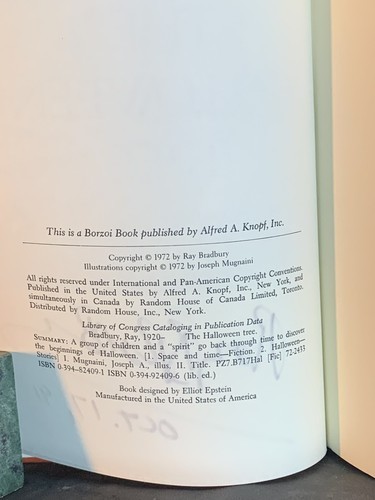 This is a Borzoi Book published by Alfred A. Knopf, Inc.
Copyright © 1972 by Ray Bradbury
Illustrations copyright © 1972 by Joseph Mugnaini
All rights reserved under International and Pan-American Copyright Conventions.
Published in the United States by Alfred A. Knopf, Inc., New York, and
simultaneously in Canada by Random House of Canada Limited, Toronto.
Distributed by Random House, Inc., New York.
Library of Congress Cataloging in Publication Data
Bradbury, Ray, 1920– The Halloween tree.
SUMMARY: A group of children and a "spirit" go back through time to discover
the beginnings of Halloween. [1. Space and time—Fiction. 2. Halloween—
Stories] I. Mugnaini, Joseph A., illus. II. Title. PZ7.B717Hal [Fic] 72-2433
ISBN 0-394-82409-1 ISBN 0-394-92409-6 (lib. ed.)
Book designed by Elliot Epstein
Manufactured in the United States of America
OCT. 17